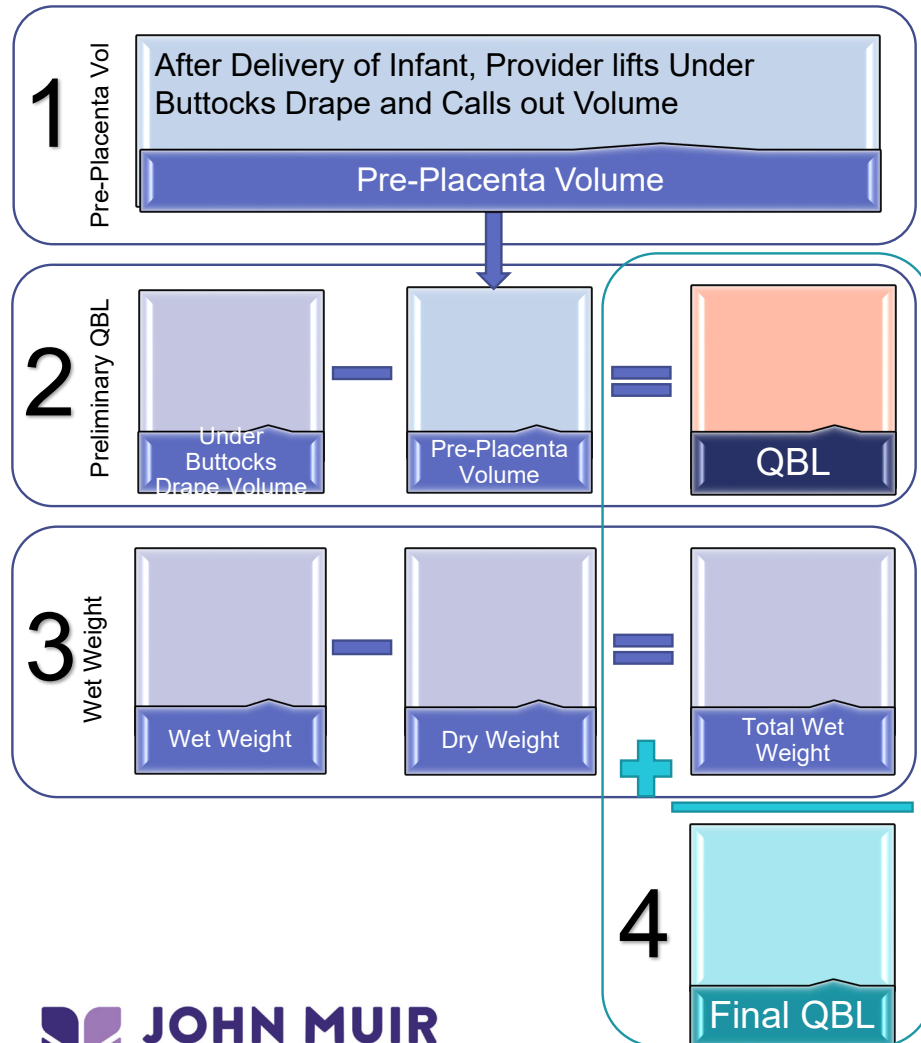 1
Pre-Placenta Vol
After Delivery of Infant, Provider lifts Under
Buttocks Drape and Calls out Volume
Pre-Placenta Volume
2
Preliminary QBL
Under
Buttocks
Drape Volume
Pre-Placenta
Volume
QBL
3
Wet Weight
Wet Weight
Dry Weight
Total Wet
Weight
4
Final QBL
JOHN MUIR